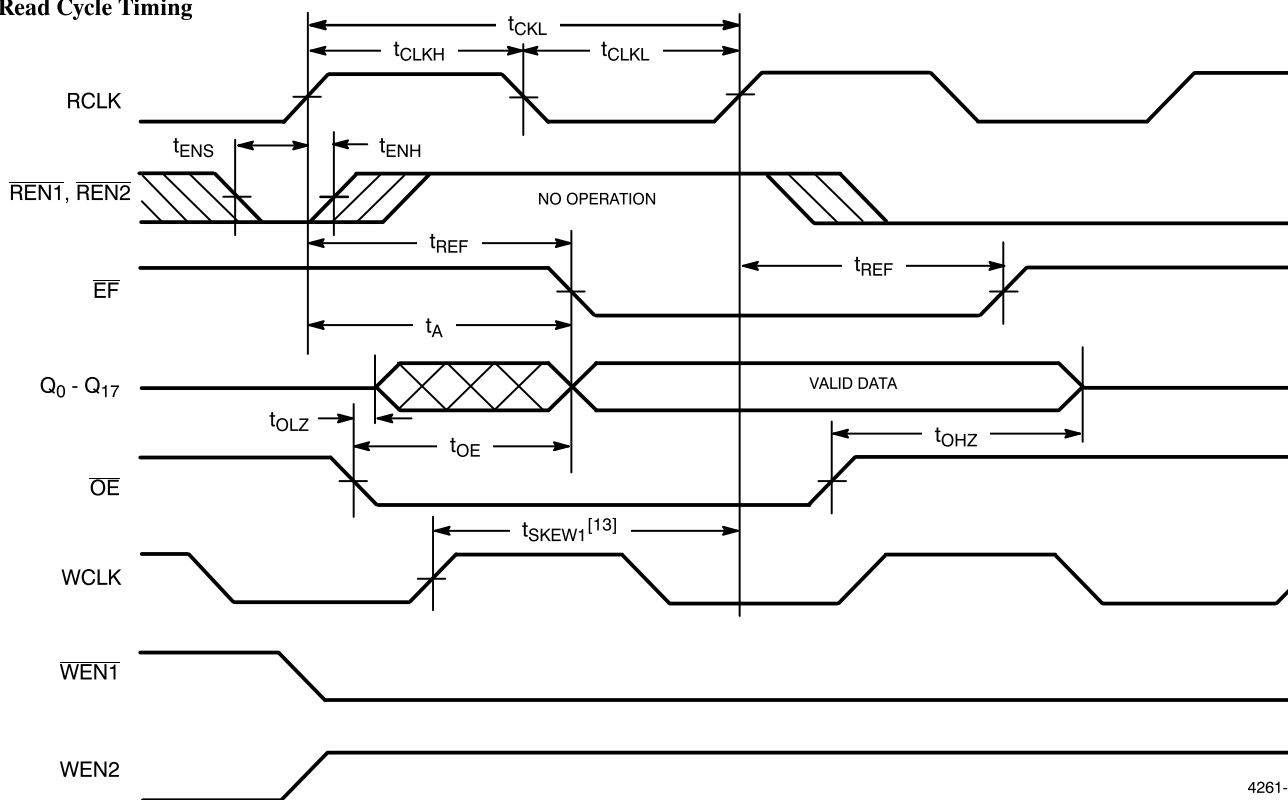 Read Cycle Timing
tCKL
tCLKH
tCLKL
RCLK
tENS
tENH
REN1, REN2
NO OPERATION
tREF
tREF
EF
tA
Q0 - Q17
VALID DATA
tOLZ
tOE
tOHZ
OE
tSKEW1[13]
WCLK
WEN1
WEN2
4261-